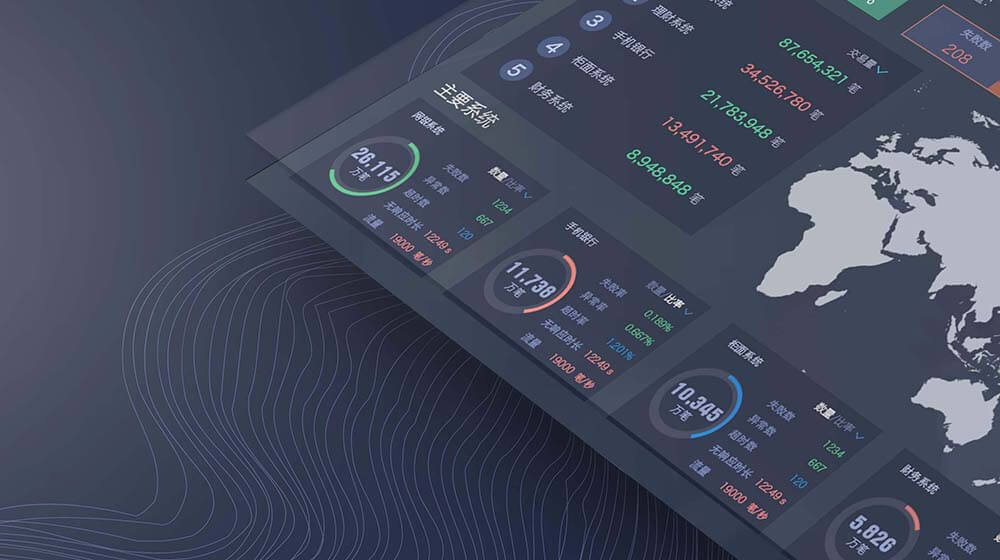 理财系统
交易量
87,654,321 笔
3 手机银行
34,526,780 笔
4 柜面系统
21,783,948 笔
5 财务系统
13,491,740 笔
8,948,848 笔
失败数
208
主要系统
网银系统
26,115
万笔
数量/比率
失败数 1234
异常数 667
超时数 120
无响应时长 12249 s
流量 19000 笔/秒
手机银行
11,738
万笔
数量/比率
失败率 0.189%
异常率 0.667%
超时率 1.201%
无响应时长 12249 s
流量 19000 笔/秒
柜面系统
10,345
万笔
数量/比率
失败数 1234
异常数 667
超时数 120
无响应时长 12249 s
流量 19000 笔/秒
财务系统
5,826
万笔
失败数
异常数